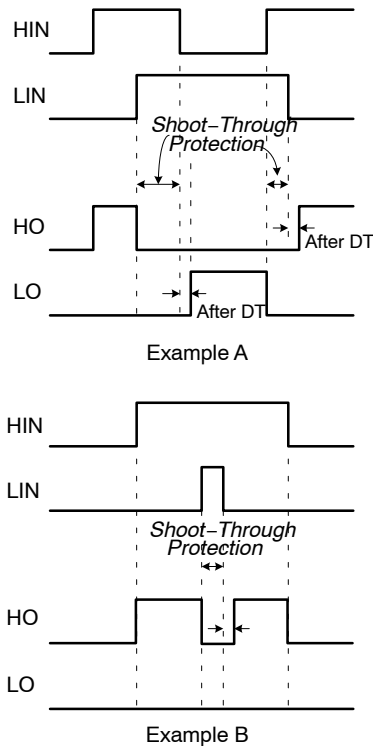 HIN
LIN
Shoot−Through
Protection
HO
After DT
LO
After DT
Example A
HIN
LIN
Shoot−Through
Protection
HO
LO
Example B